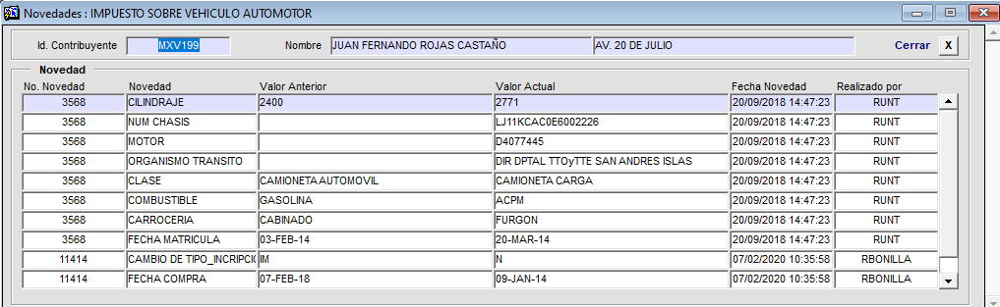 Novedades : IMPUESTO SOBRE VEHICULO AUTOMOTOR
Id. Contribuyente MXV199 Nombre JUAN FERNANDO ROJAS CASTAÑO AV. 20 DE JULIO Cerrar X
Novedad
No. Novedad Novedad Valor Anterior Valor Actual Fecha Novedad Realizado por
3568 CILINDRAJE 2400 2771 20/09/2018 14:47:23 RUNT
3568 NUM CHASIS LJ11KCAC0E6002226 20/09/2018 14:47:23 RUNT
3568 MOTOR D4077445 20/09/2018 14:47:23 RUNT
3568 ORGANISMO TRANSITO DIR DPTAL TTOyTTE SAN ANDRES ISLAS 20/09/2018 14:47:23 RUNT
3568 CLASE CAMIONETA AUTOMOVIL CAMIONETA CARGA 20/09/2018 14:47:23 RUNT
3568 COMBUSTIBLE GASOLINA ACPM 20/09/2018 14:47:23 RUNT
3568 CARROCERIA CABINADO FURGON 20/09/2018 14:47:23 RUNT
3568 FECHA MATRICULA 03-FEB-14 20-MAR-14 20/09/2018 14:47:23 RUNT
11414 CAMBIO DE TIPO_INCRIPCIO IM N 07/02/2020 10:35:58 RBONILLA
11414 FECHA COMPRA 07-FEB-18 09-JAN-14 07/02/2020 10:35:58 RBONILLA